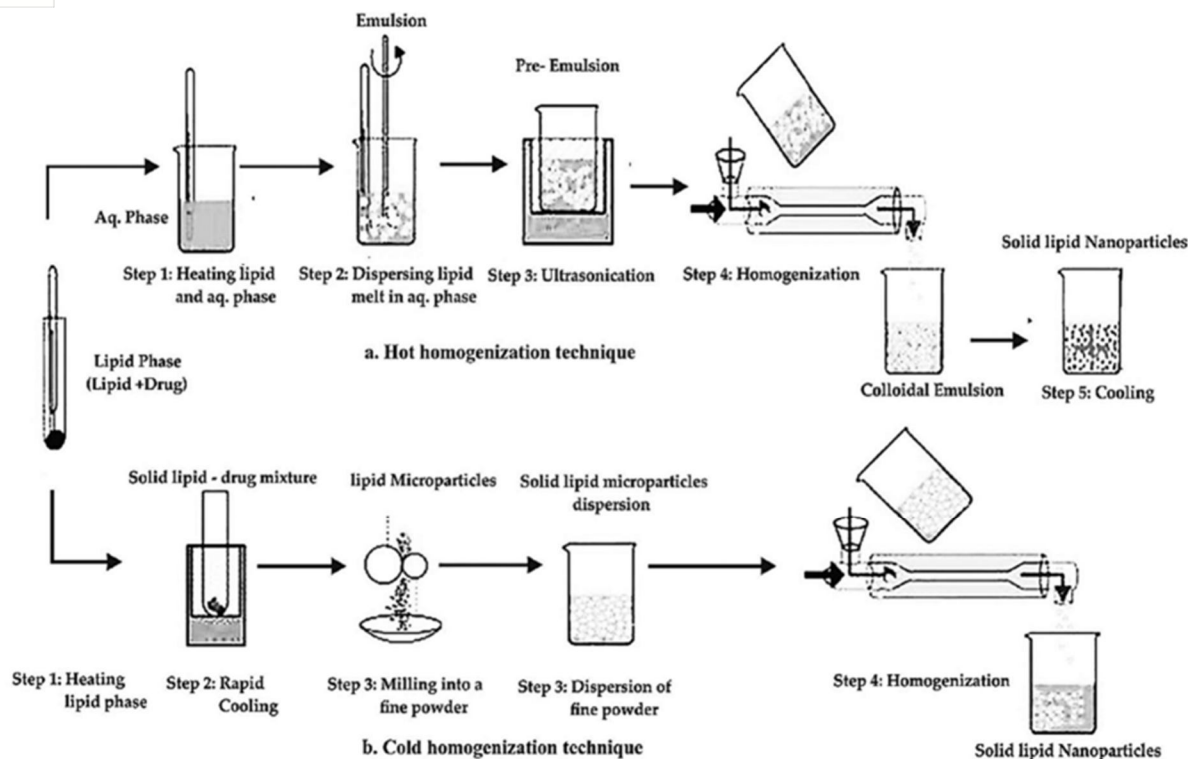 Emulsion
Pre- Emulsion
Aq. Phase
Step 1: Heating lipid
and aq. phase
Step 2: Dispersing lipid
melt in aq. phase
Step 3: Ultrasonication
Step 4: Homogenization
Solid lipid Nanoparticles
a. Hot homogenization technique
Colloidal Emulsion
Step 5: Cooling
Lipid Phase
(Lipid +Drug)
Solid lipid - drug mixture
lipid Microparticles
Solid lipid microparticles
dispersion
Step 1: Heating
lipid phase
Step 2: Rapid
Cooling
Step 3: Milling into a
fine powder
Step 3: Dispersion of
fine powder
Step 4: Homogenization
b. Cold homogenization technique
Solid lipid Nanoparticles